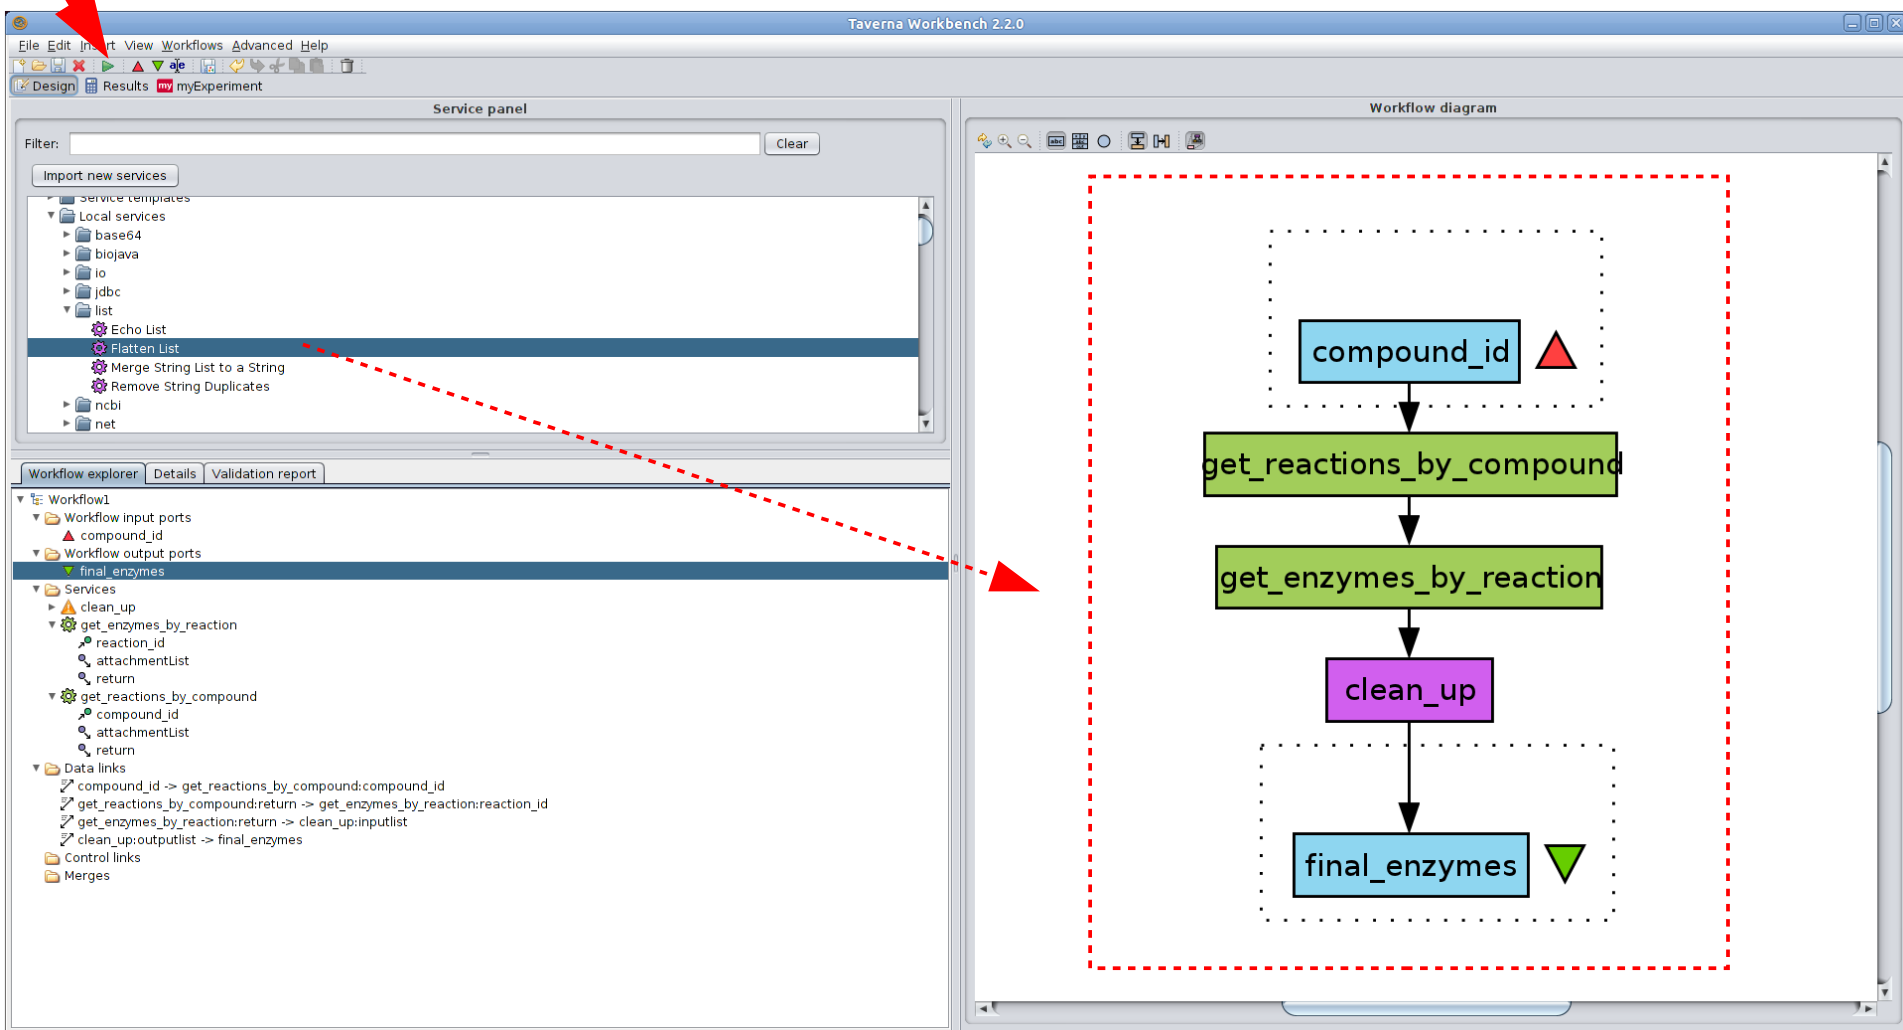 Taverna Workbench 2.2.0
File Edit Insert View Workflows Advanced Help
Design Results my myExperiment
Service panel
Filter: Clear
Import new services
Service templates
Local services
base64
biojava
io
jdbc
list
Echo List
Flatten List
Merge String List to a String
Remove String Duplicates
ncbi
net
Workflow explorer Details Validation report
Workflow1
Workflow input ports
compound_id
Workflow output ports
final_enzymes
Services
clean_up
get_enzymes_by_reaction
reaction_id
attachmentList
return
get_reactions_by_compound
compound_id
attachmentList
return
Data links
compound_id -> get_reactions_by_compound:compound_id
get_reactions_by_compound:return -> get_enzymes_by_reaction:reaction_id
get_enzymes_by_reaction:return -> clean_up:inputlist
clean_up:outputlist -> final_enzymes
Control links
Merges
Workflow diagram
compound_id
get_reactions_by_compound
get_enzymes_by_reaction
clean_up
final_enzymes